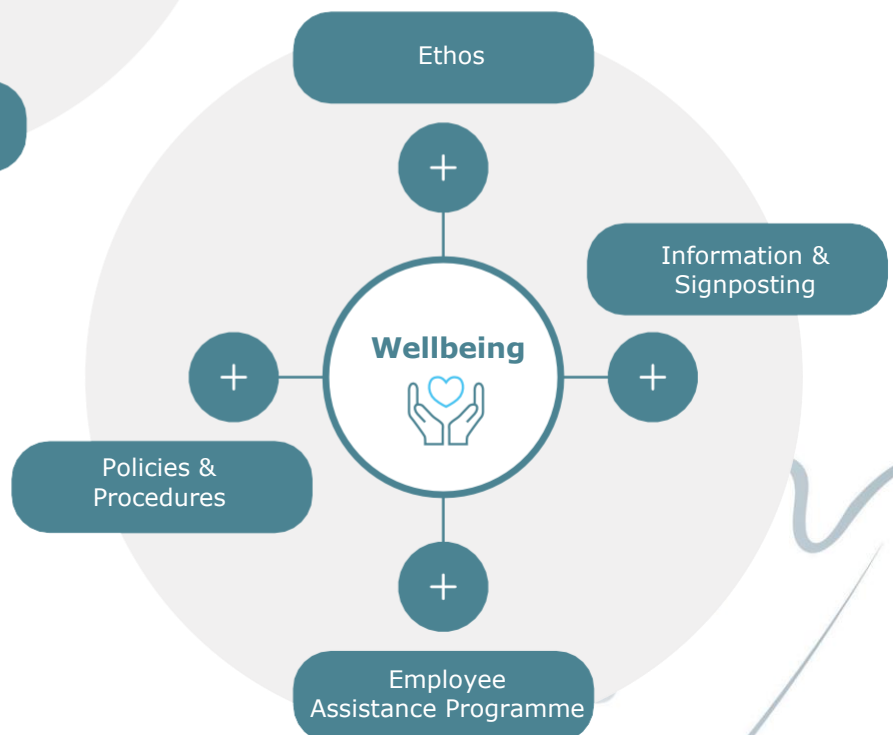 Ethos
+
Information &
Signposting
Wellbeing
+
+
Policies &
Procedures
+
Employee
Assistance Programme